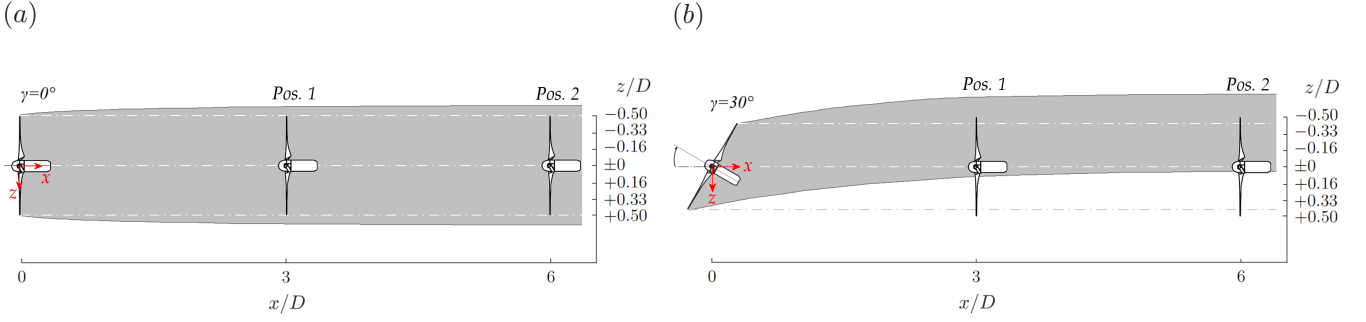 (a)
γ=0°
Pos. 1
Pos. 2
z/D
−0.50
−0.33
−0.16
±0
+0.16
+0.33
+0.50
x
z
0
3
6
x/D
(b)
γ=30°
Pos. 1
Pos. 2
z/D
−0.50
−0.33
−0.16
±0
+0.16
+0.33
+0.50
x
z
0
3
6
x/D